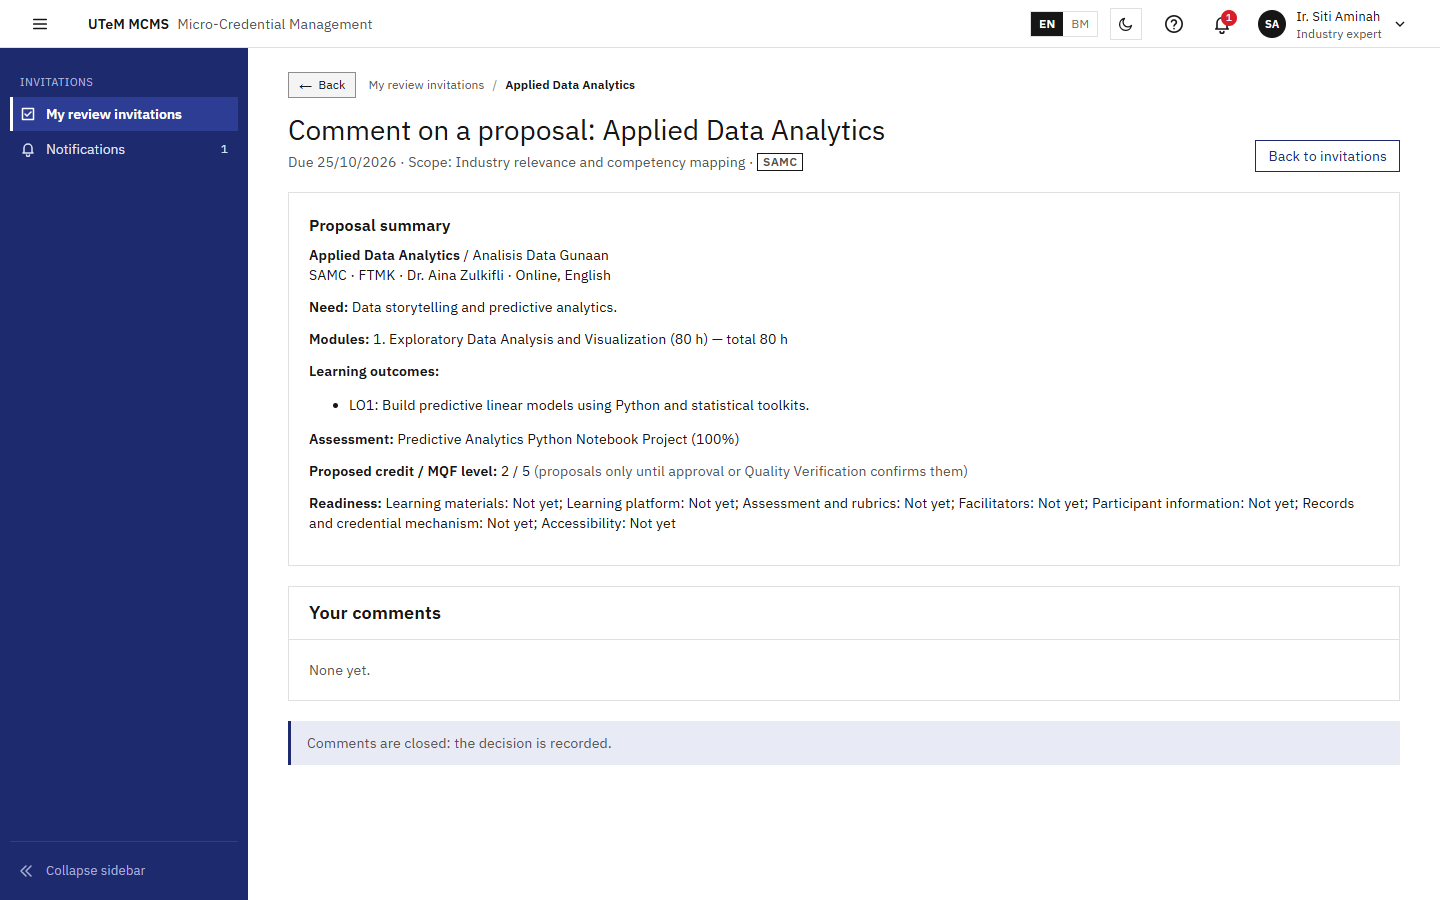 UTeM MCMS Micro-Credential Management
EN BM
1
SA
Ir. Siti Aminah
Industry expert
INVITATIONS
My review invitations
Notifications 1
Collapse sidebar
← Back My review invitations / Applied Data Analytics
Comment on a proposal: Applied Data Analytics
Due 25/10/2026 · Scope: Industry relevance and competency mapping · SAMC
Back to invitations
Proposal summary
Applied Data Analytics / Analisis Data Gunaan
SAMC · FTMK · Dr. Aina Zulkifli · Online, English
Need: Data storytelling and predictive analytics.
Modules: 1. Exploratory Data Analysis and Visualization (80 h) — total 80 h
Learning outcomes:
• LO1: Build predictive linear models using Python and statistical toolkits.
Assessment: Predictive Analytics Python Notebook Project (100%)
Proposed credit / MQF level: 2 / 5 (proposals only until approval or Quality Verification confirms them)
Readiness: Learning materials: Not yet; Learning platform: Not yet; Assessment and rubrics: Not yet; Facilitators: Not yet; Participant information: Not yet; Records
and credential mechanism: Not yet; Accessibility: Not yet
Your comments
None yet.
Comments are closed: the decision is recorded.